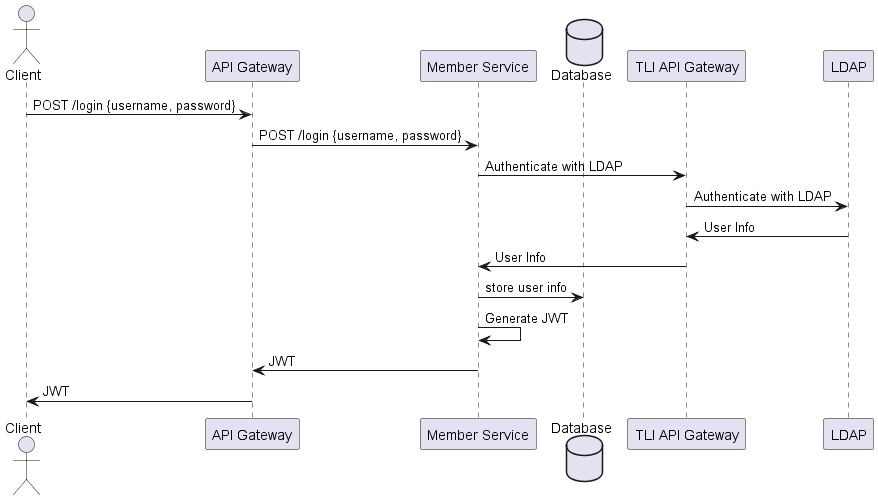 Client
API Gateway
Member Service
Database
TLI API Gateway
LDAP
POST /login {username, password}
POST /login {username, password}
Authenticate with LDAP
Authenticate with LDAP
User Info
User Info
store user info
Generate JWT
JWT
JWT
Client
API Gateway
Member Service
Database
TLI API Gateway
LDAP